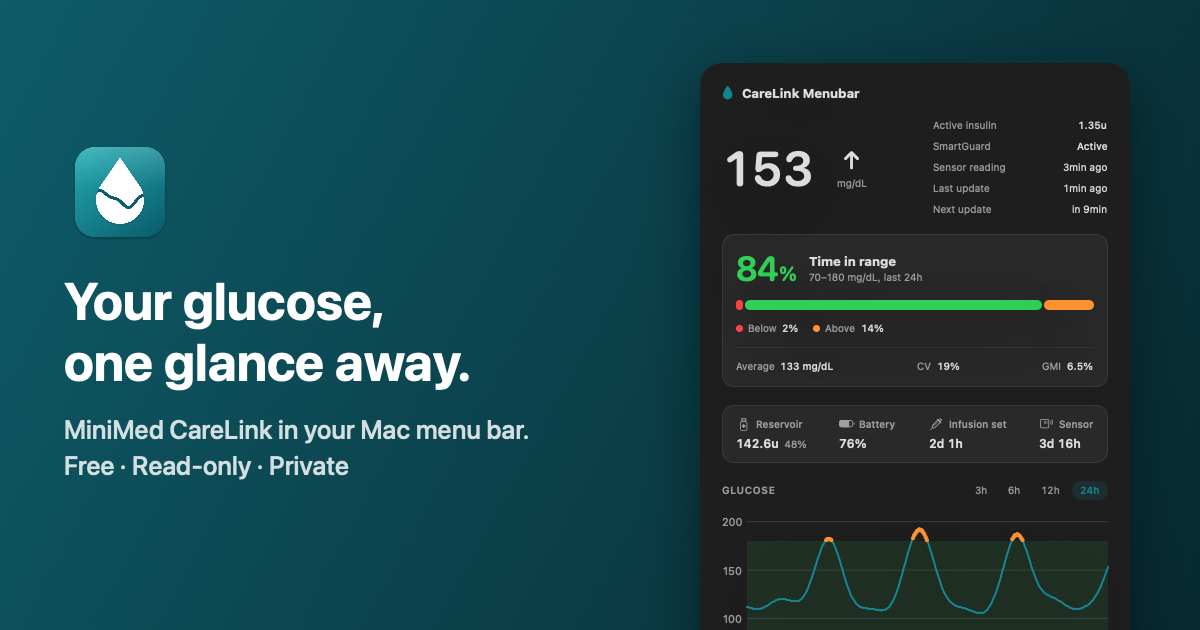 Your glucose,
one glance away.
MiniMed CareLink in your Mac menu bar.
Free · Read-only · Private
CareLink Menubar
153
mg/dL
Active insulin 1.35u
SmartGuard Active
Sensor reading 3min ago
Last update 1min ago
Next update in 9min
84% Time in range
70–180 mg/dL, last 24h
Below 2% Above 14%
Average 133 mg/dL CV 19% GMI 6.5%
Reservoir Battery Infusion set Sensor
142.6u 48% 76% 2d 1h 3d 16h
GLUCOSE 3h 6h 12h 24h
200
150
100